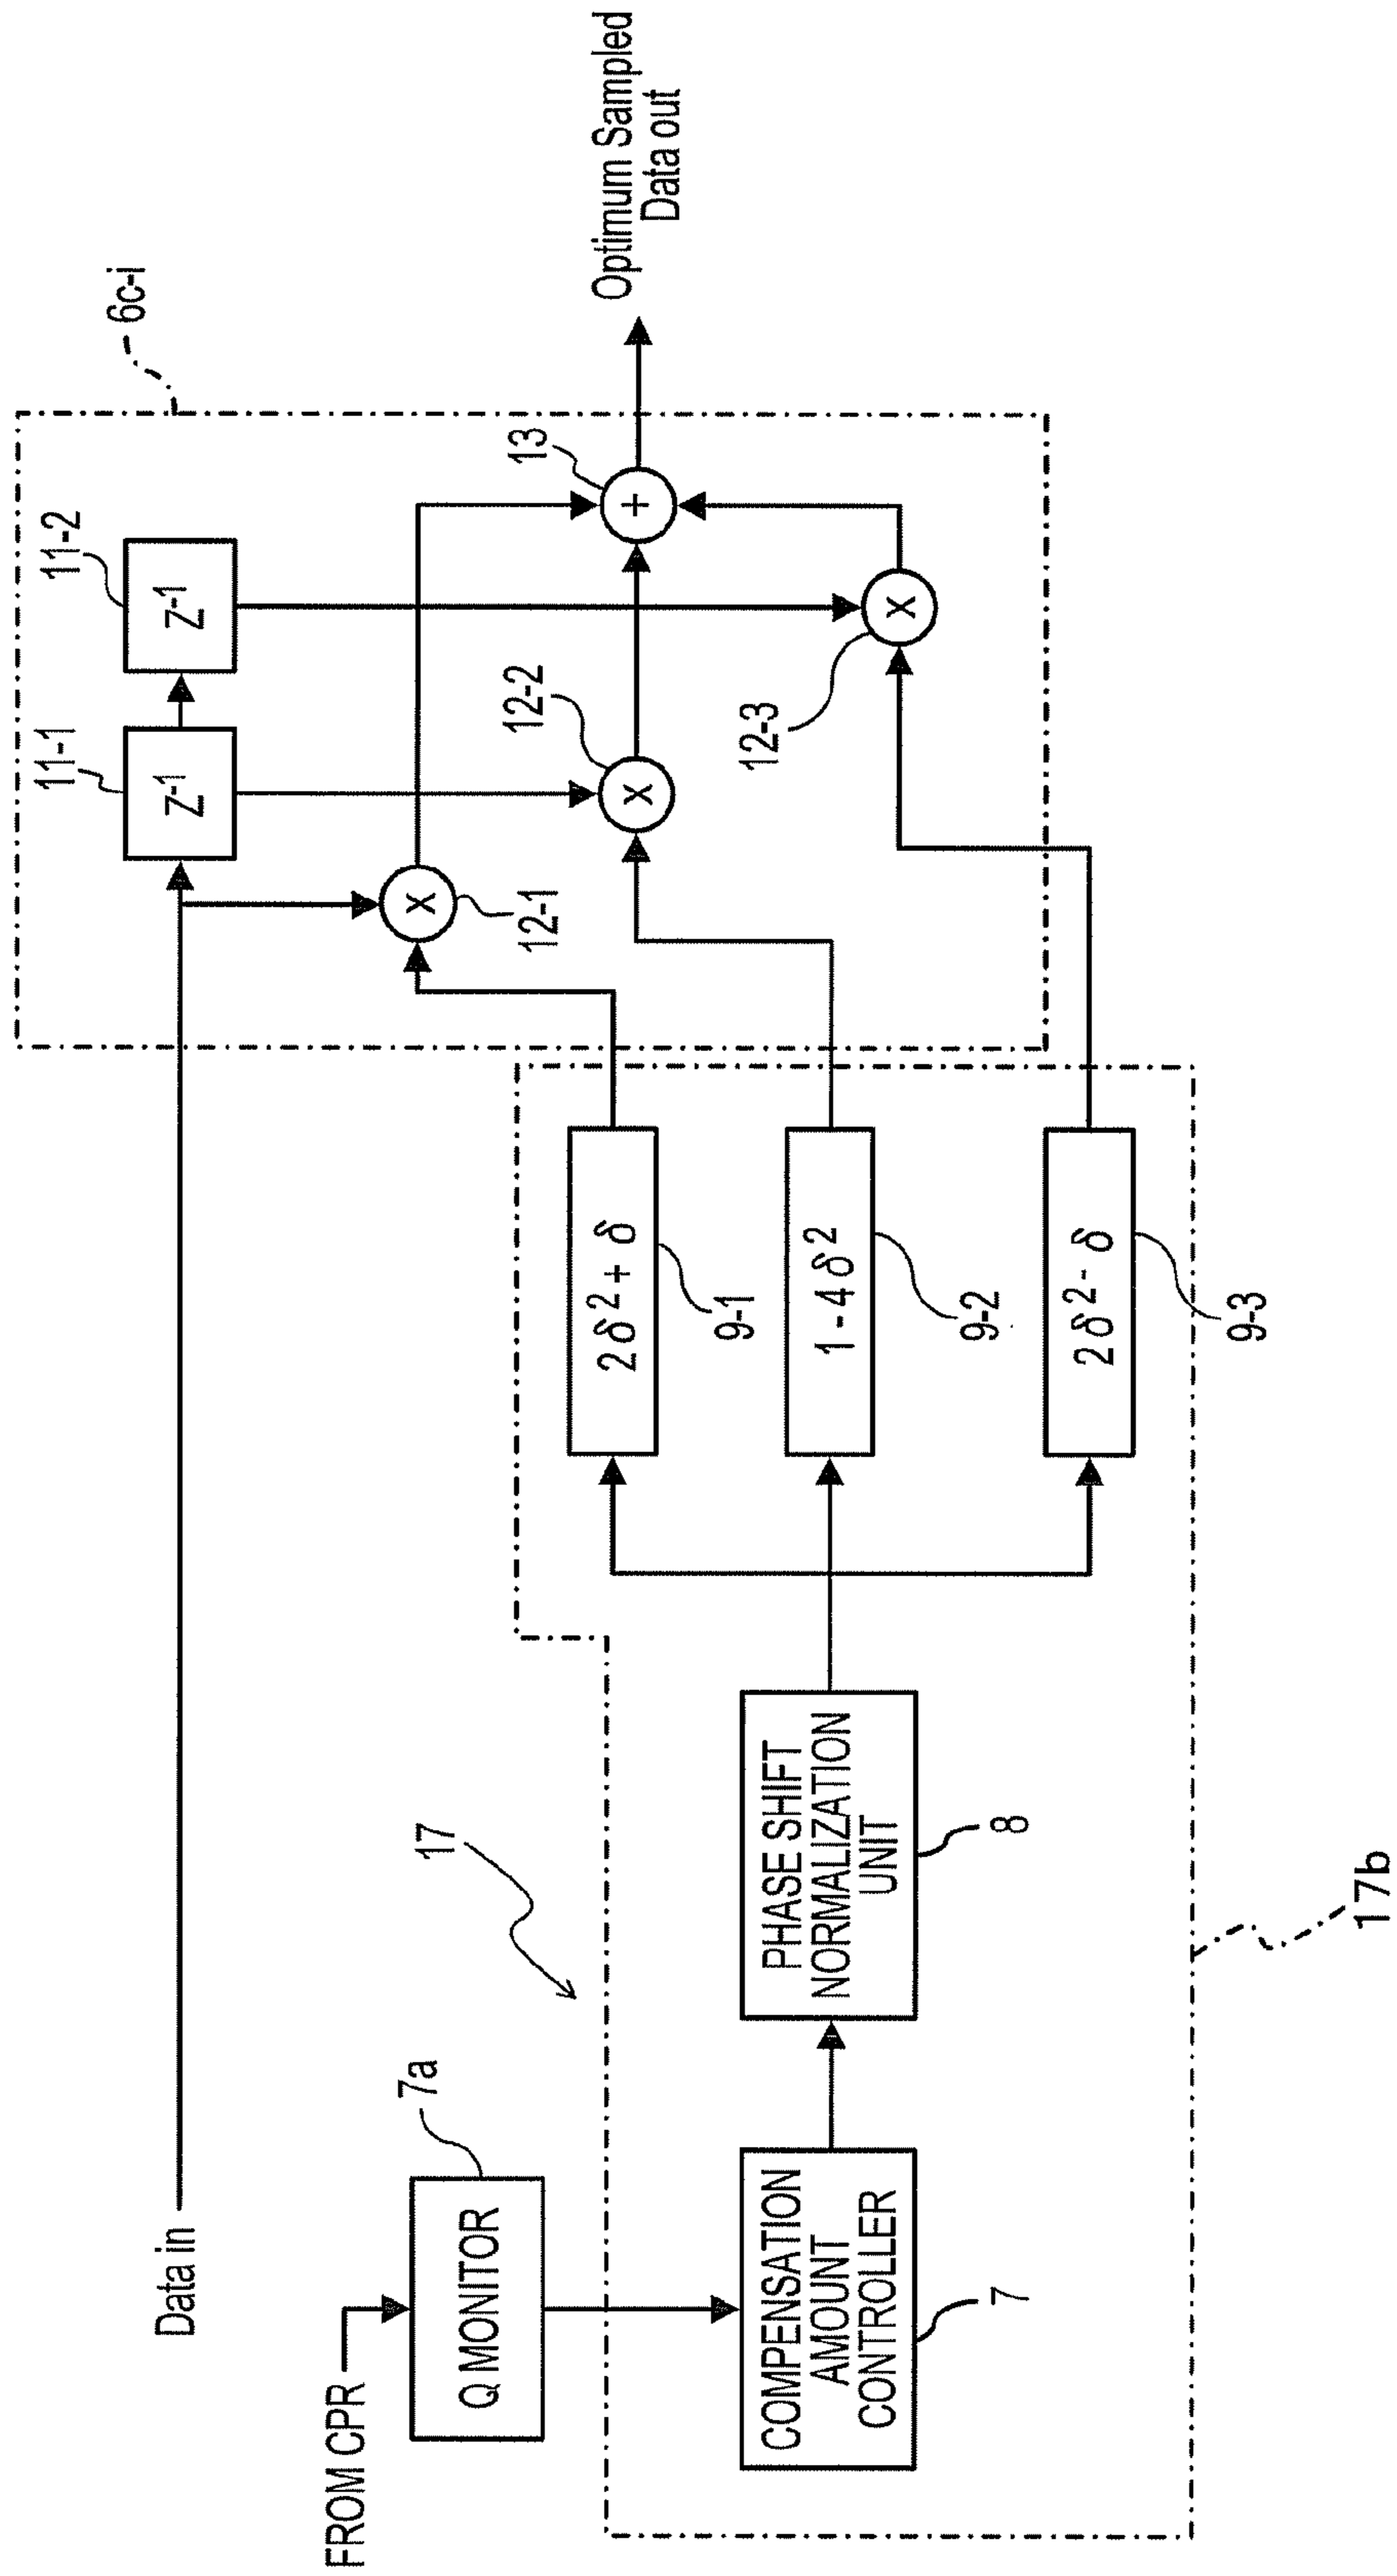 Data in
FROM CPR
Q MONITOR
7a
17
COMPENSATION
AMOUNT
CONTROLLER
7
PHASE SHIFT
NORMALIZATION
UNIT
8
17b
2δ²+δ
9-1
1-4δ²
9-2
2δ²-δ
9-3
6c-i
Z⁻¹
11-1
Z⁻¹
11-2
X
12-1
X
12-2
X
12-3
+
13
Optimum Sampled
Data out